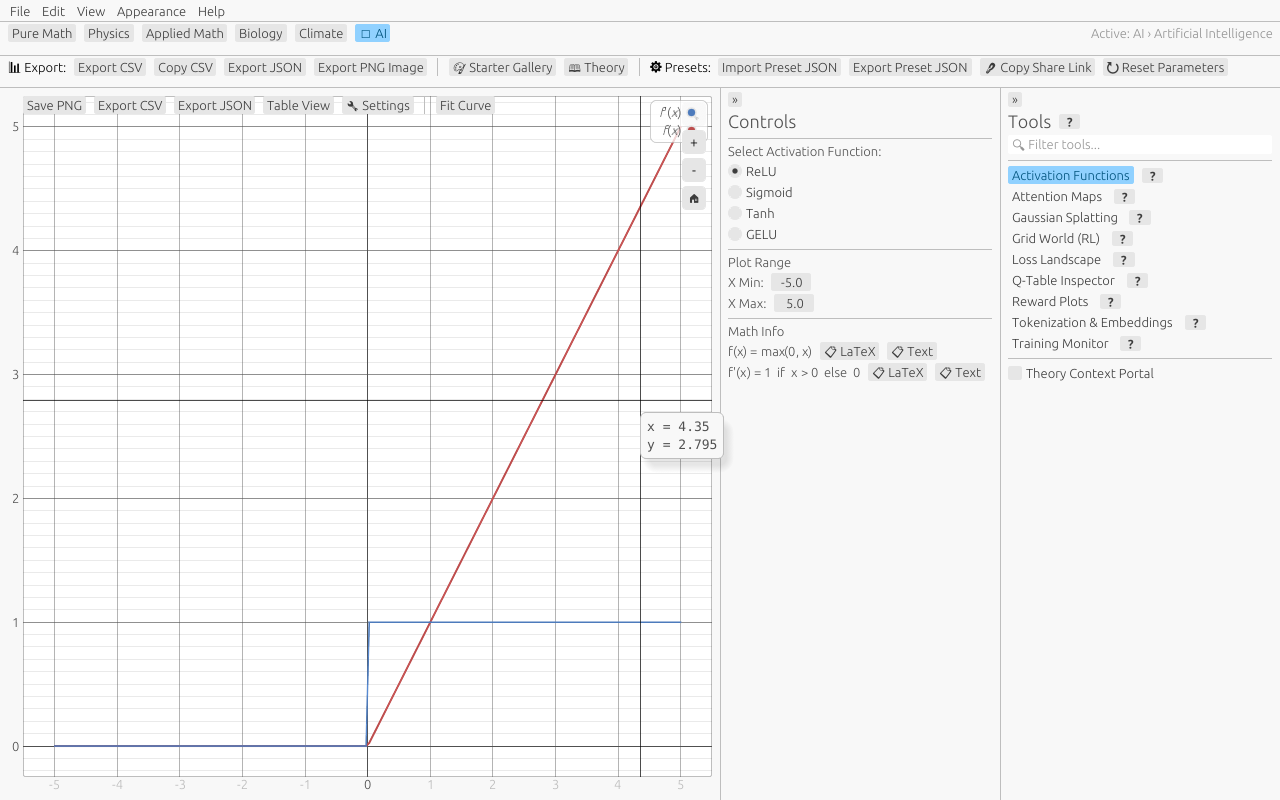 File Edit View Appearance Help
Pure Math Physics Applied Math Biology Climate AI Active: AI › Artificial Intelligence
Export: Export CSV Copy CSV Export JSON Export PNG Image Starter Gallery Theory Presets: Import Preset JSON Export Preset JSON Copy Share Link Reset Parameters
Save PNG Export CSV Export JSON Table View Settings Fit Curve
f'(x)
f(x)
+
-
5
4
3
2
1
0
-5 -4 -3 -2 -1 0 1 2 3 4 5
x = 4.35
y = 2.795
»
Controls
Select Activation Function:
ReLU
Sigmoid
Tanh
GELU
Plot Range
X Min: -5.0
X Max: 5.0
Math Info
f(x) = max(0, x) LaTeX Text
f'(x) = 1 if x > 0 else 0 LaTeX Text
»
Tools ?
Filter tools...
Activation Functions ?
Attention Maps ?
Gaussian Splatting ?
Grid World (RL) ?
Loss Landscape ?
Q-Table Inspector ?
Reward Plots ?
Tokenization & Embeddings ?
Training Monitor ?
Theory Context Portal